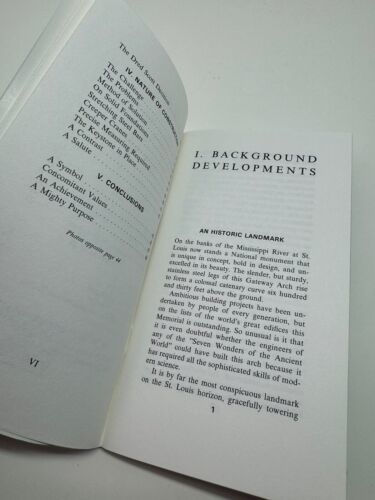 The Dred Scott Decision
IV. NATURE OF CONSTRUCTION
The Challenge
The Problems
Method of Solution
On Solid Foundations
Stretching Steel Bars
Creeper Cranes
Precise Measuring Required
The Keystone in Place
A Contrast
A Salute
V. CONCLUSIONS
A Symbol
Concomitant Values
An Achievement
A Mighty Purpose
Photos opposite page 44
VI
I. BACKGROUND
DEVELOPMENTS
AN HISTORIC LANDMARK
On the banks of the Mississippi River at St.
Louis now stands a National monument that
is unique in concept, bold in design, and un-
excelled in its beauty. The slender, but sturdy,
stainless steel legs of this Gateway Arch rise
to form a colossal catenary curve six hundred
and thirty feet above the ground.
Ambitious building projects have been un-
dertaken by people of every generation, but
on the lists of the world's great edifices this
Memorial is outstanding. So unusual is it that
it is even doubtful whether the engineers of
any of the "Seven Wonders of the Ancient
World" could have built this arch because it
has required all the sophisticated skills of mod-
ern science.
It is by far the most conspicuous landmark
on the St. Louis horizon, gracefully towering
1